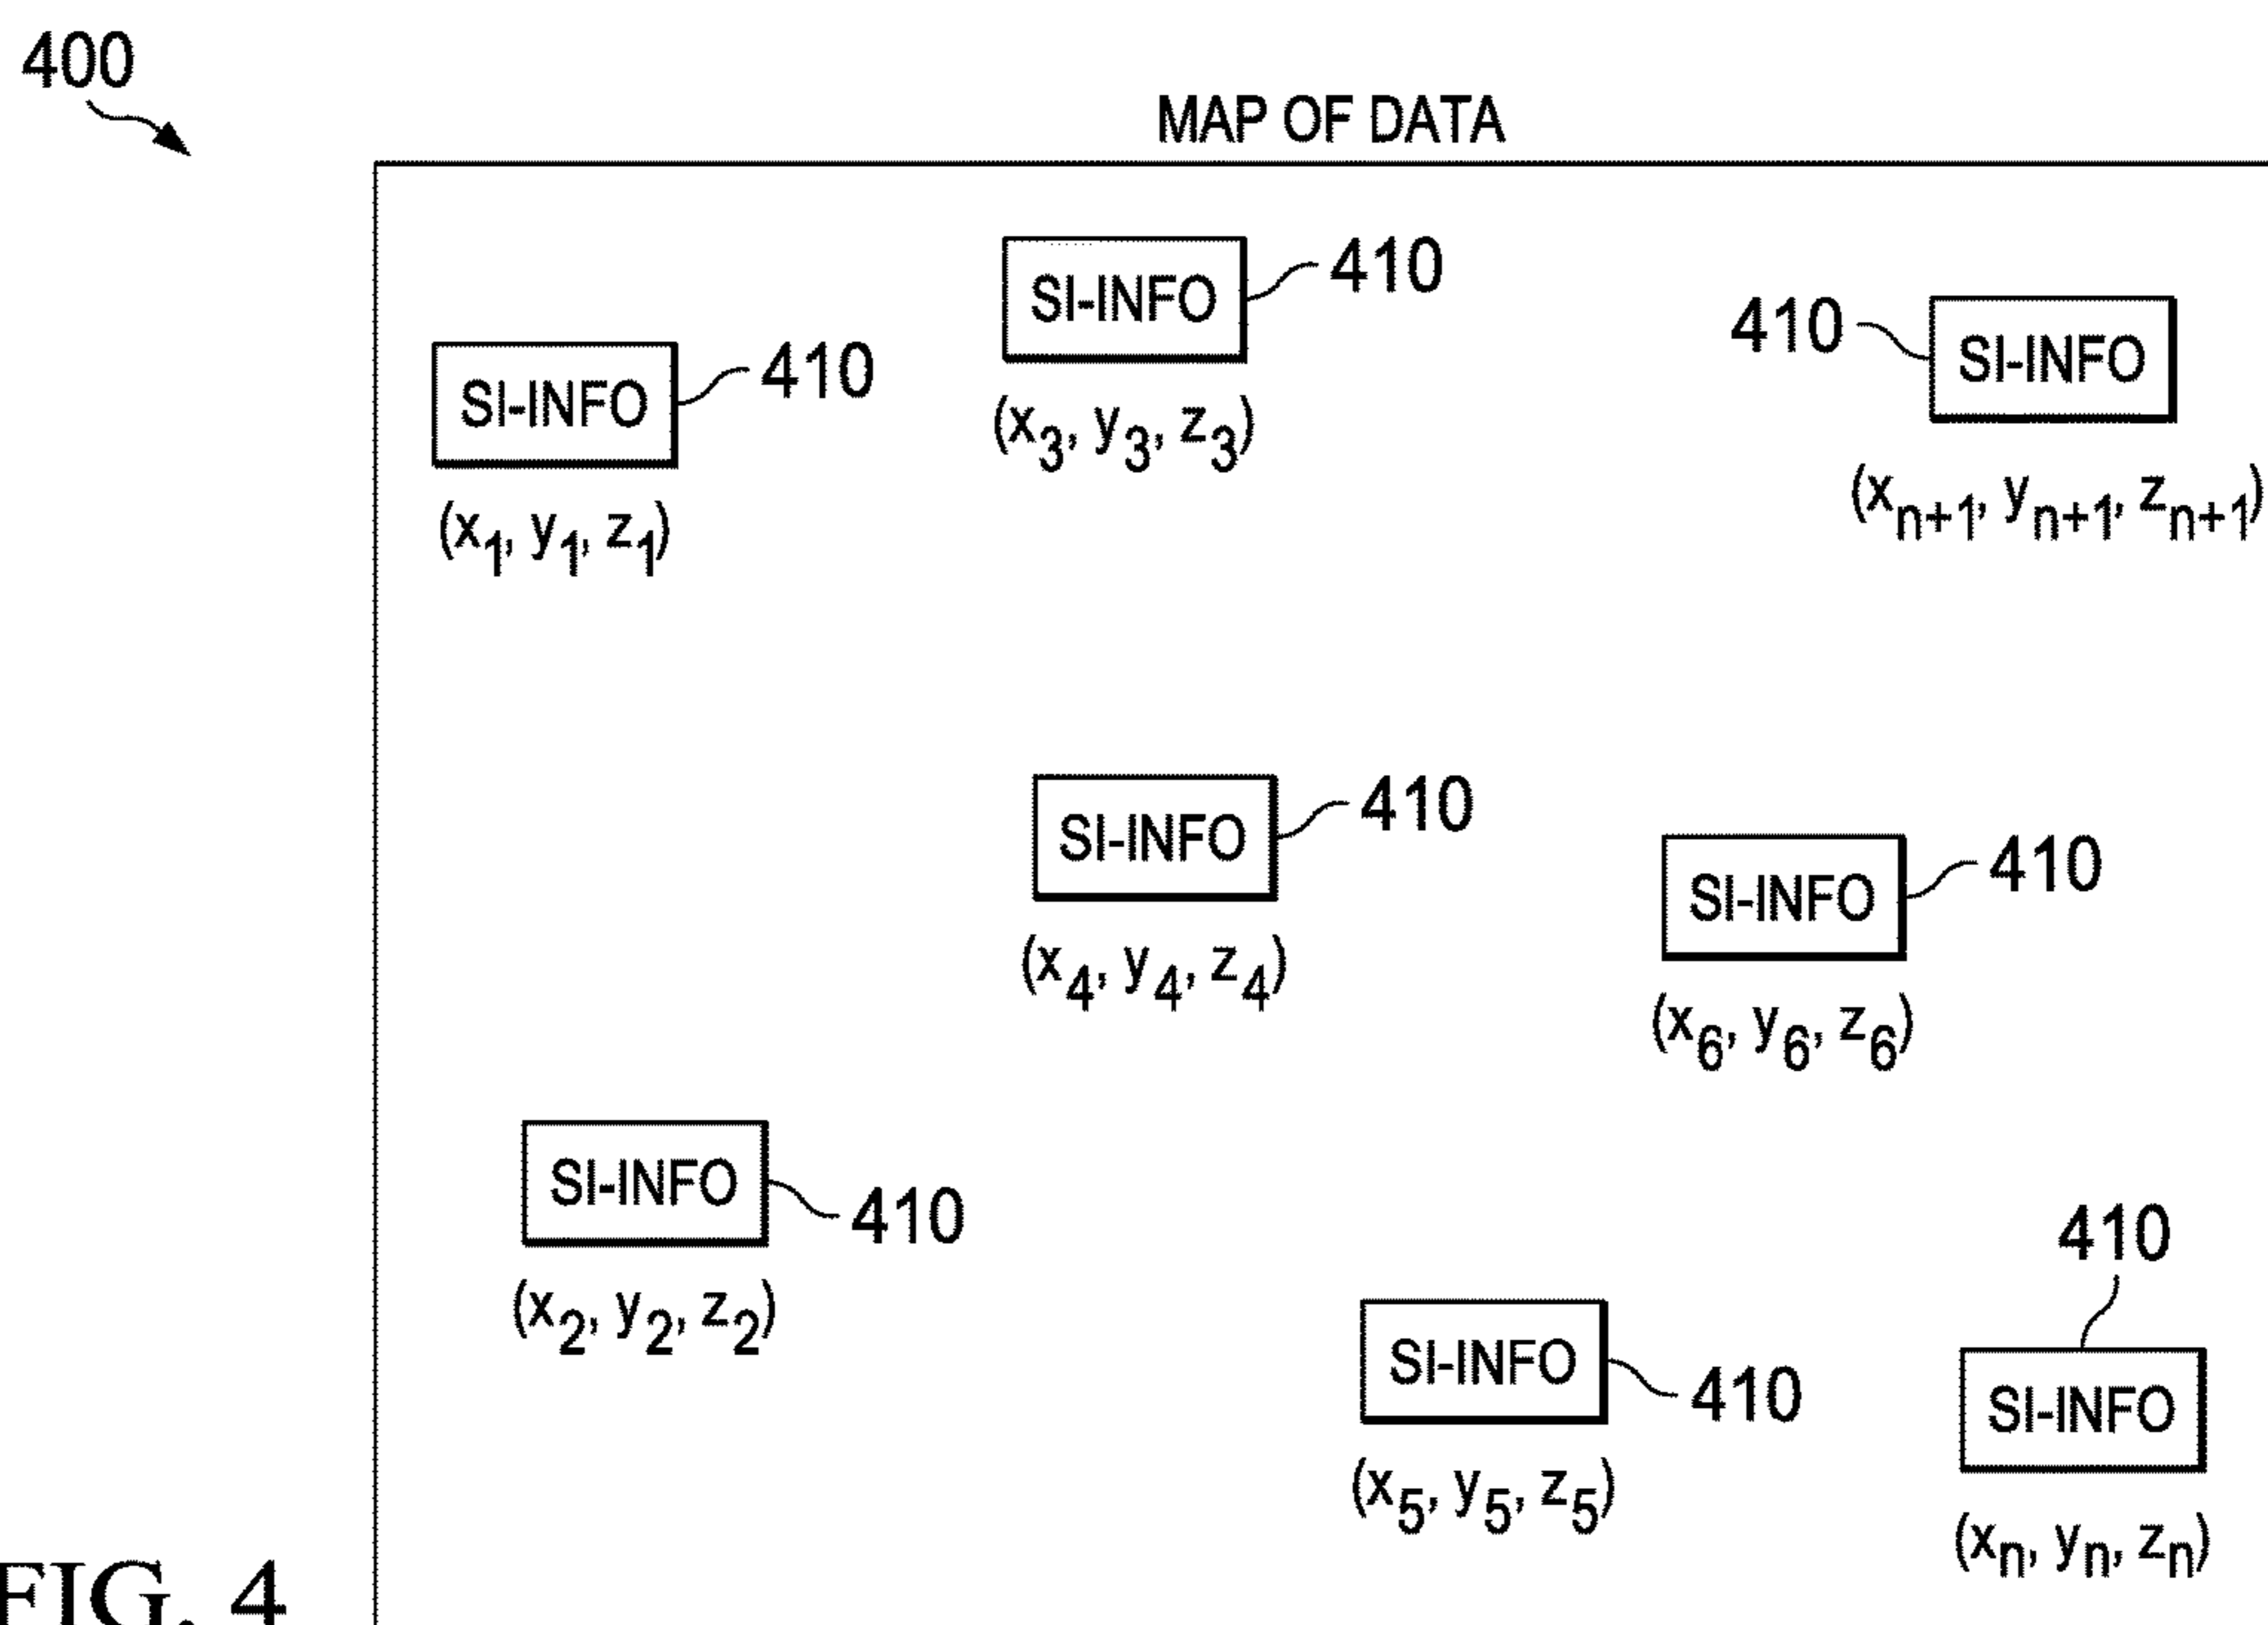 400
MAP OF DATA
SI-INFO 410
(x₃, y₃, z₃)
410 SI-INFO
(xₙ₊₁, yₙ₊₁, zₙ₊₁)
SI-INFO 410
(x₁, y₁, z₁)
SI-INFO 410
(x₄, y₄, z₄)
SI-INFO 410
(x₆, y₆, z₆)
SI-INFO 410
(x₂, y₂, z₂)
SI-INFO 410
(x₅, y₅, z₅)
410
SI-INFO
(xₙ, yₙ, zₙ)
FIG. 4